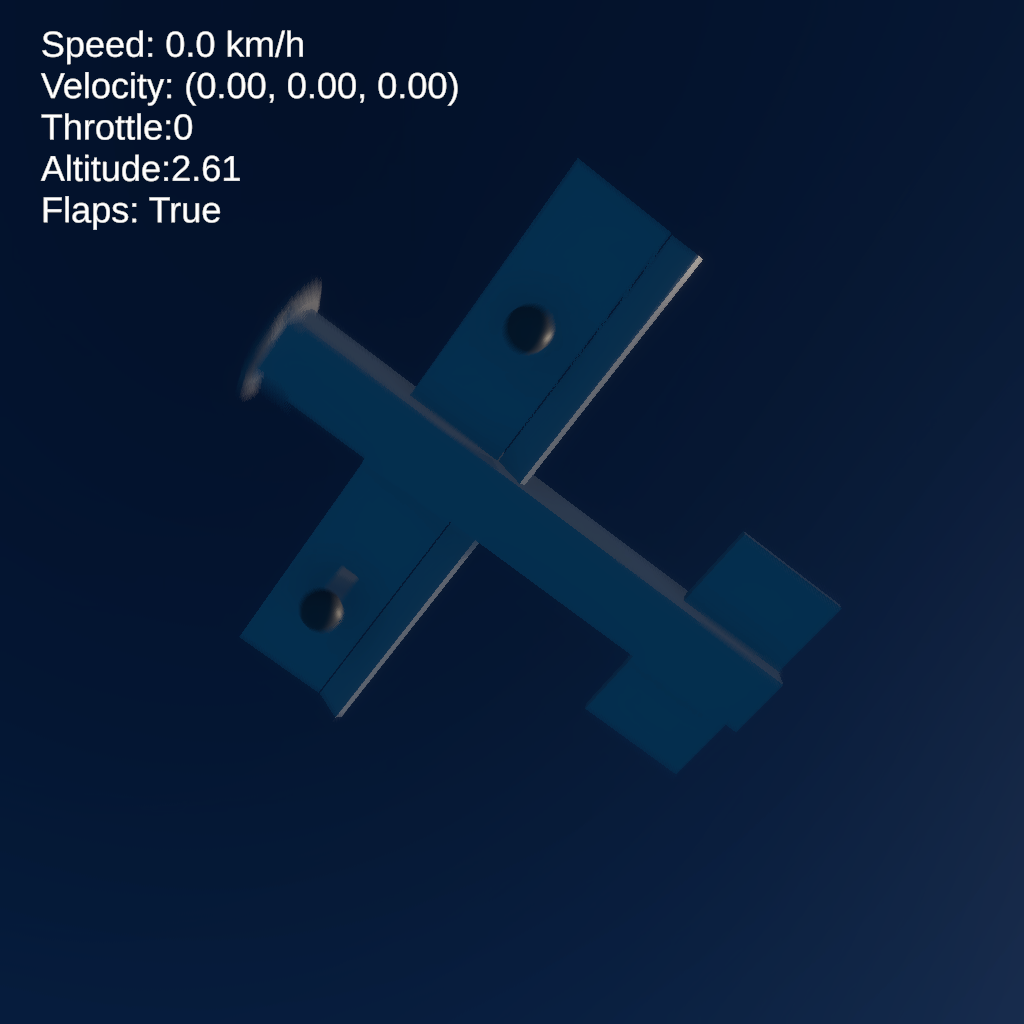 Speed: 0.0 km/h
Velocity: (0.00, 0.00, 0.00)
Throttle:0
Altitude:2.61
Flaps: True